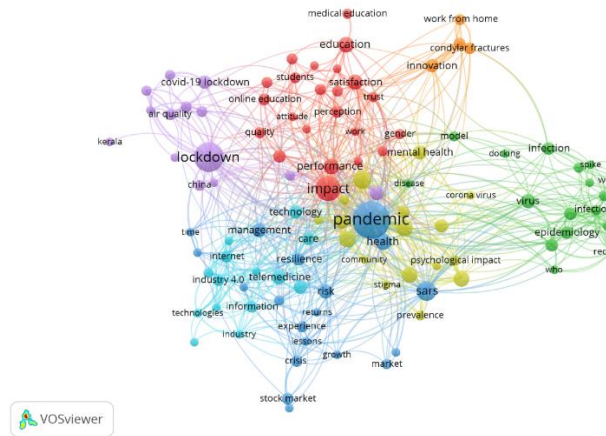 medical education
work from home
education
condylar fractures
innovation
covid-19 lockdown
students
satisfaction
online education
trust
air quality
attitude
perception
kerala
quality
work
gender
model
lockdown
performance
mental health
docking
infection
china
impact
disease
corona virus
spike
technology
virus
infection
time
management
care
pandemic
health
epidemiology
internet
resilience
community
psychological impact
who
industry 4.0
telemedicine
stigma
sars
technologies
information
risk
returns
prevalence
industry
experience
lessons
crisis
growth
market
stock market
VOSviewer